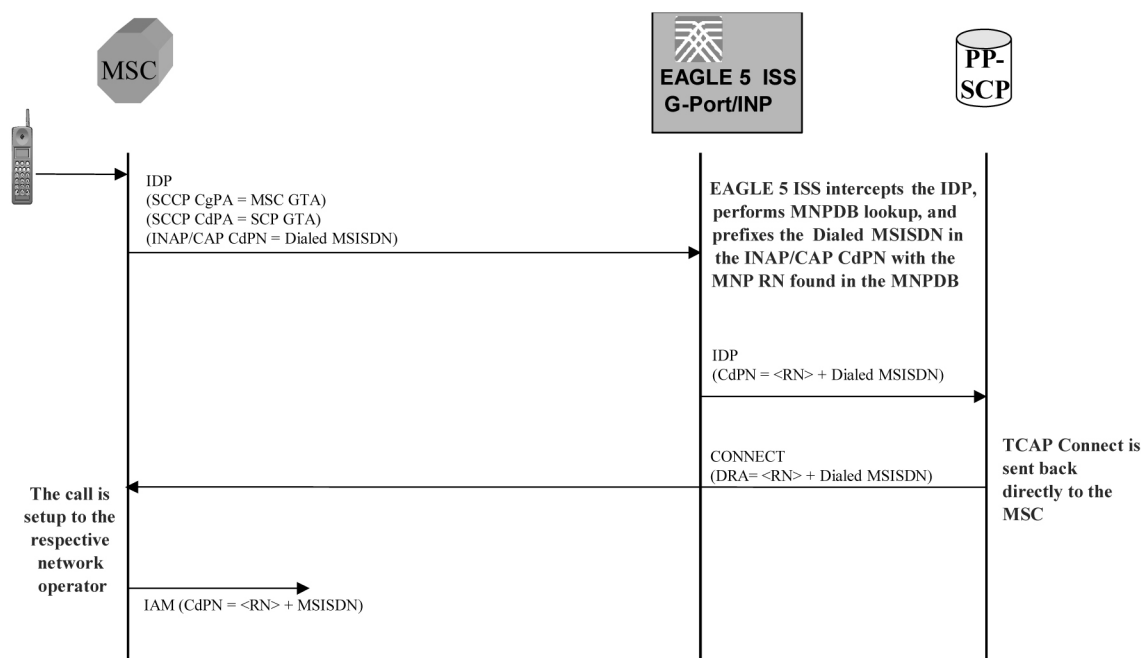 MSC
EAGLE 5 ISS
G-Port/INP
PP-
SCP
IDP
(SCCP CgPA = MSC GTA)
(SCCP CdPA = SCP GTA)
(INAP/CAP CdPN = Dialed MSISDN)
EAGLE 5 ISS intercepts the IDP,
performs MNPDB lookup, and
prefixes the Dialed MSISDN in
the INAP/CAP CdPN with the
MNP RN found in the MNPDB
IDP
(CdPN = <RN> + Dialed MSISDN)
CONNECT
(DRA= <RN> + Dialed MSISDN)
TCAP Connect is
sent back
directly to the
MSC
The call is
setup to the
respective
network
operator
IAM (CdPN = <RN> + MSISDN)